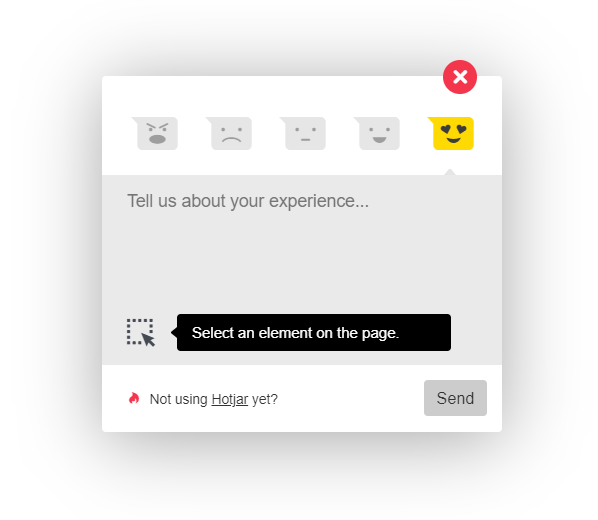 Tell us about your experience...
Select an element on the page.
Not using Hotjar yet?
Send